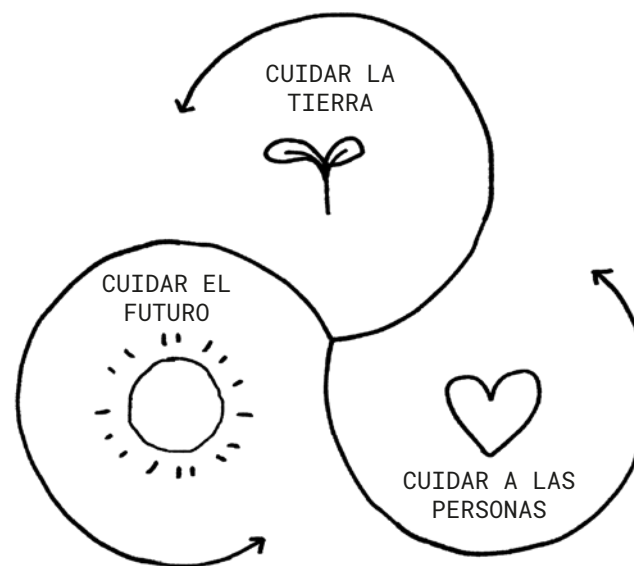 CUIDAR LA
TIERRA
CUIDAR EL
FUTURO
CUIDAR A LAS
PERSONAS